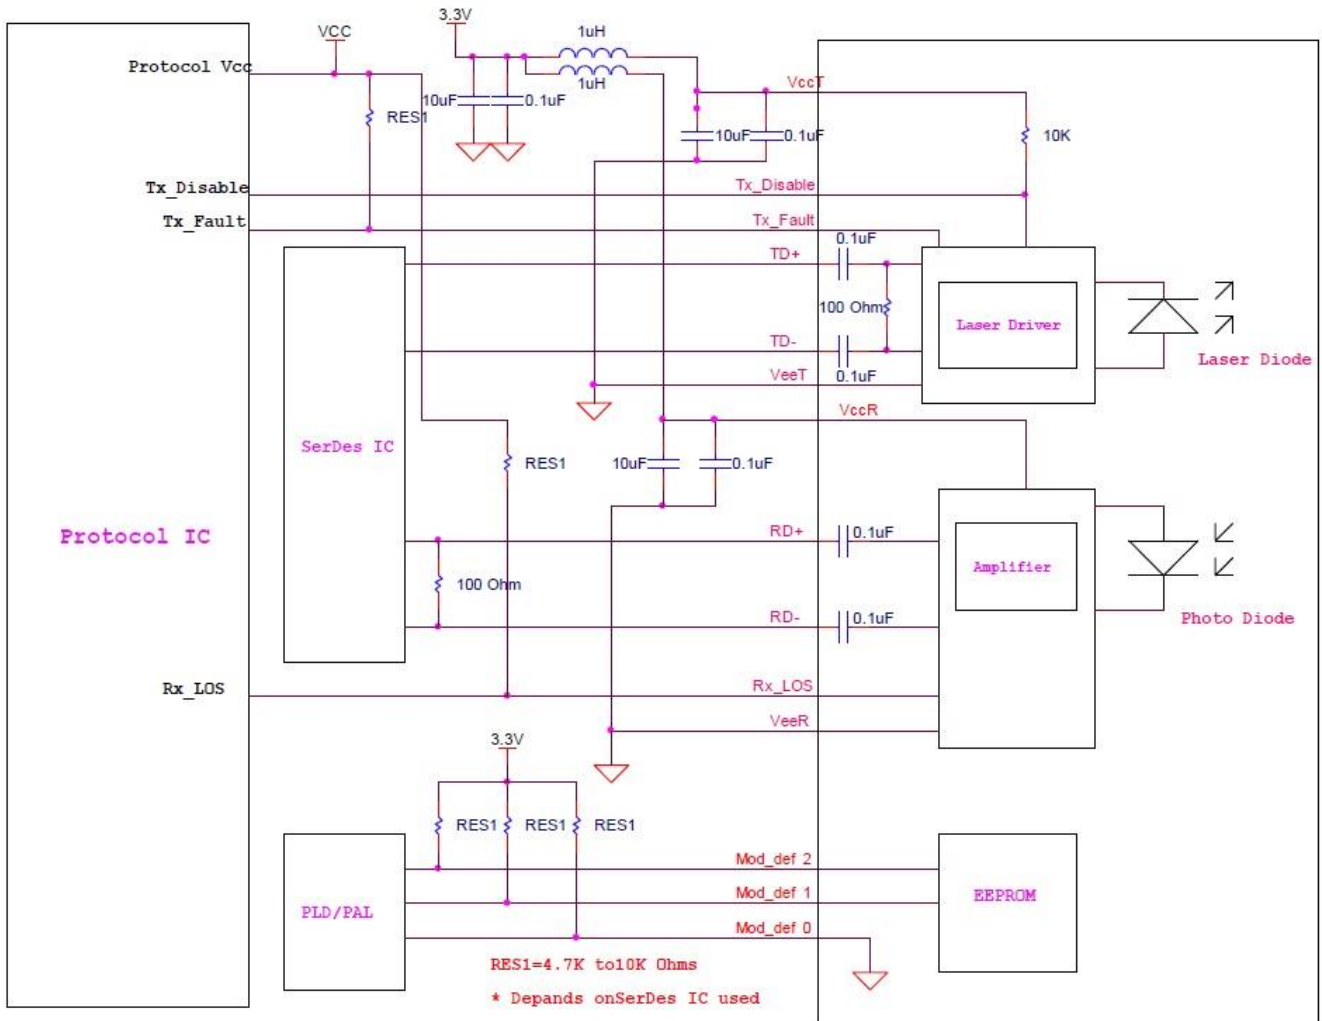 3.3V
1uH
VCC
Protocol Vcc
1uH
VccT
10uF
0.1uF
RES1
10uF
0.1uF
10K
Tx_Disable
Tx_Disable
Tx_Fault
Tx_Fault
0.1uF
TD+
100 Ohm
Laser Driver
TD-
Laser Diode
VeeT
0.1uF
VccR
SerDes IC
RES1
10uF
0.1uF
Protocol IC
RD+
0.1uF
Amplifier
100 Ohm
RD-
0.1uF
Photo Diode
Rx_LOS
Rx_LOS
VeeR
3.3V
RES1
RES1
RES1
Mod_def 2
Mod_def 1
EEPROM
PLD/PAL
Mod_def 0
RES1=4.7K to10K Ohms
* Depands onSerDes IC used